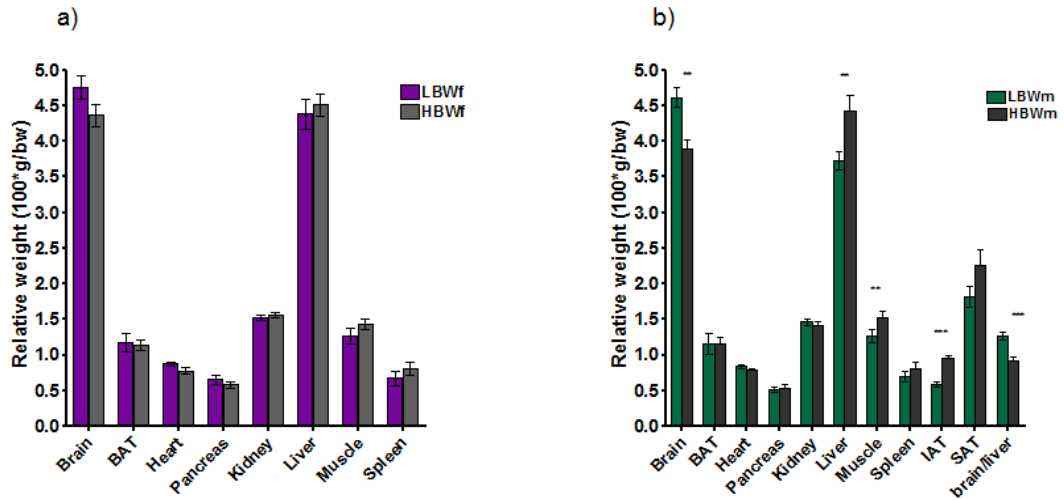 a)
Relative weight (100*g/bw)
5.0
4.5
4.0
3.5
3.0
2.5
2.0
1.5
1.0
0.5
0.0
LBWf
HBWf
Brain
BAT
Heart
Pancreas
Kidney
Liver
Muscle
Spleen
b)
Relative weight (100*g/bw)
5.0
4.5
4.0
3.5
3.0
2.5
2.0
1.5
1.0
0.5
0.0
**
**
**
***
***
LBWm
HBWm
Brain
BAT
Heart
Pancreas
Kidney
Liver
Muscle
Spleen
IAT
SAT
brain/liver